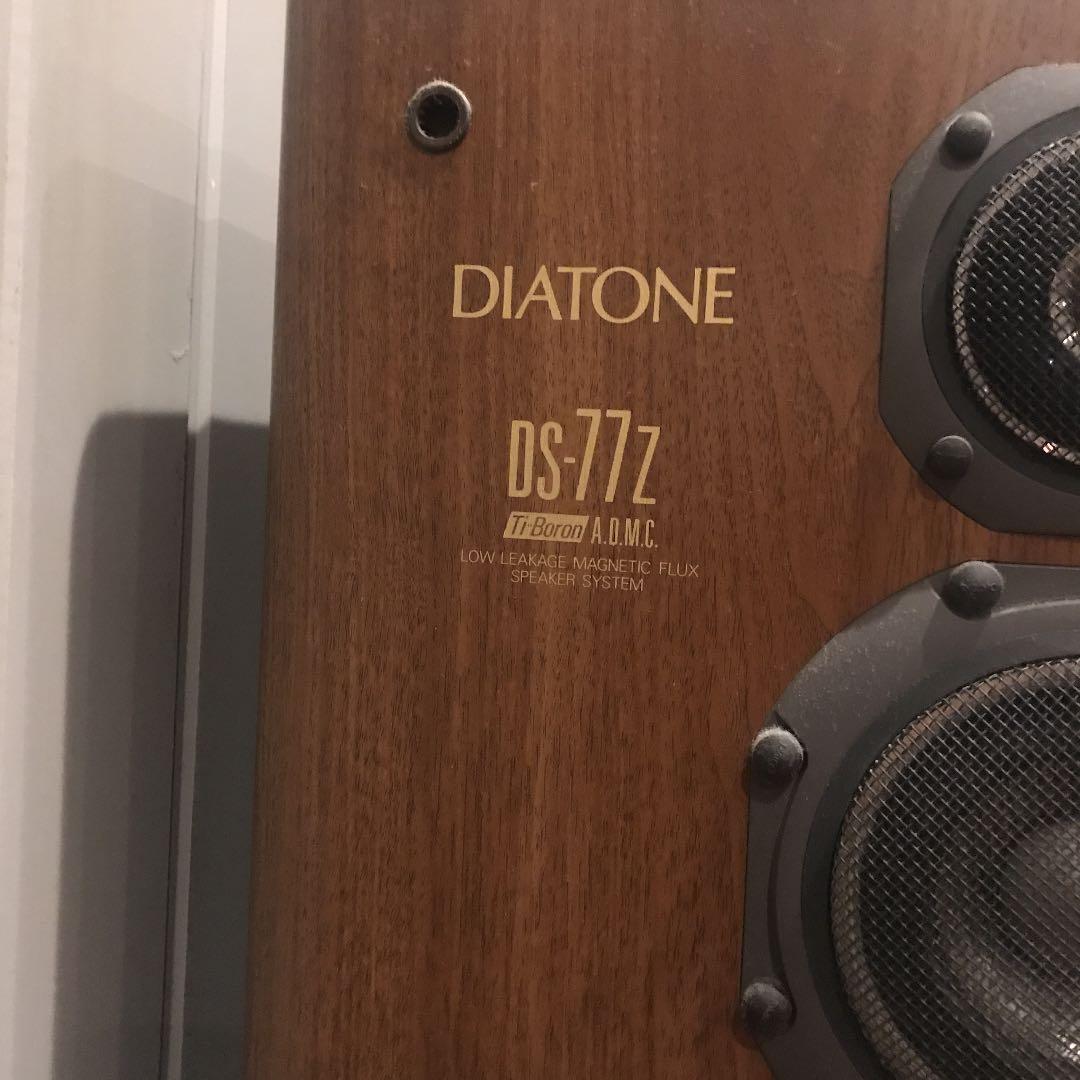 DIATONE
DS-77Z
Ti-Boron A.D.M.C.
LOW LEAKAGE MAGNETIC FLUX
SPEAKER SYSTEM